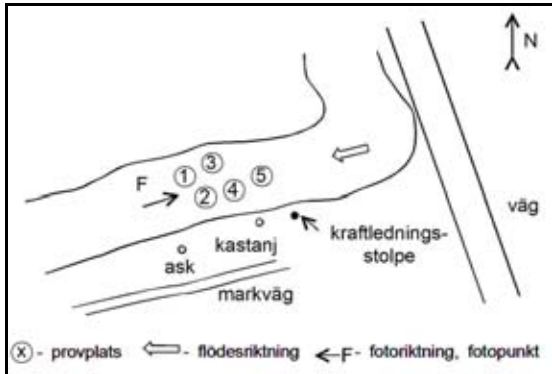 N
F
1
3
2
4
5
ask
kastanj
kraftlednings-
stolpe
väg
markväg
x - provplats
- flödesriktning
F- fotoriktning, fotopunkt